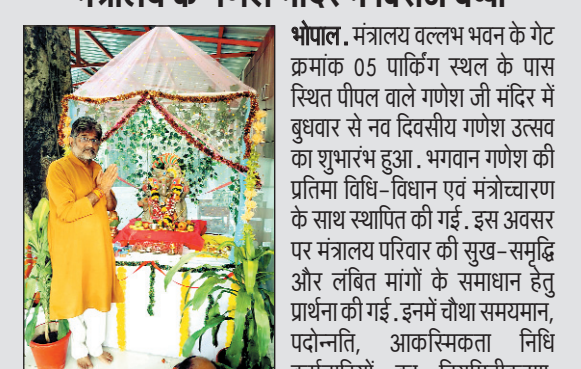 भोपाल. मंत्रालय वल्लभ भवन के गेट
क्रमांक 05 पार्किंग स्थल के पास
स्थित पीपल वाले गणेश जी मंदिर में
बुधवार से नव दिवसीय गणेश उत्सव
का शुभारंभ हुआ. भगवान गणेश की
प्रतिमा विधि-विधान एवं मंत्रोच्चारण
के साथ स्थापित की गई. इस अवसर
पर मंत्रालय परिवार की सुख-समृद्धि
और लंबित मांगों के समाधान हेतु
प्रार्थना की गई. इनमें चौथा समयमान,
पदोन्नति, आकस्मिकता निधि